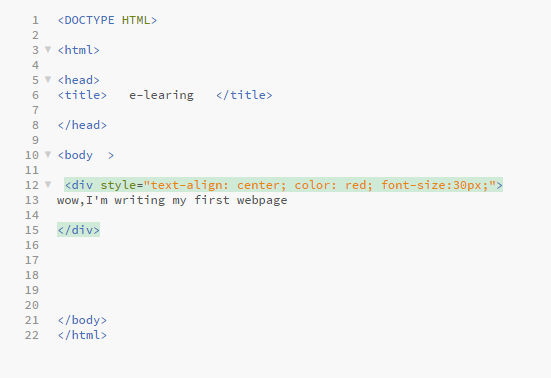 1 <DOCTYPE HTML>
2
3 <html>
4
5 <head>
6 <title>   e-learing   </title>
7
8 </head>
9
10 <body  >
11
12  <div style="text-align: center; color: red; font-size:30px;">
13 wow,I'm writing my first webpage
14
15 </div>
16
17
18
19
20
21 </body>
22 </html>